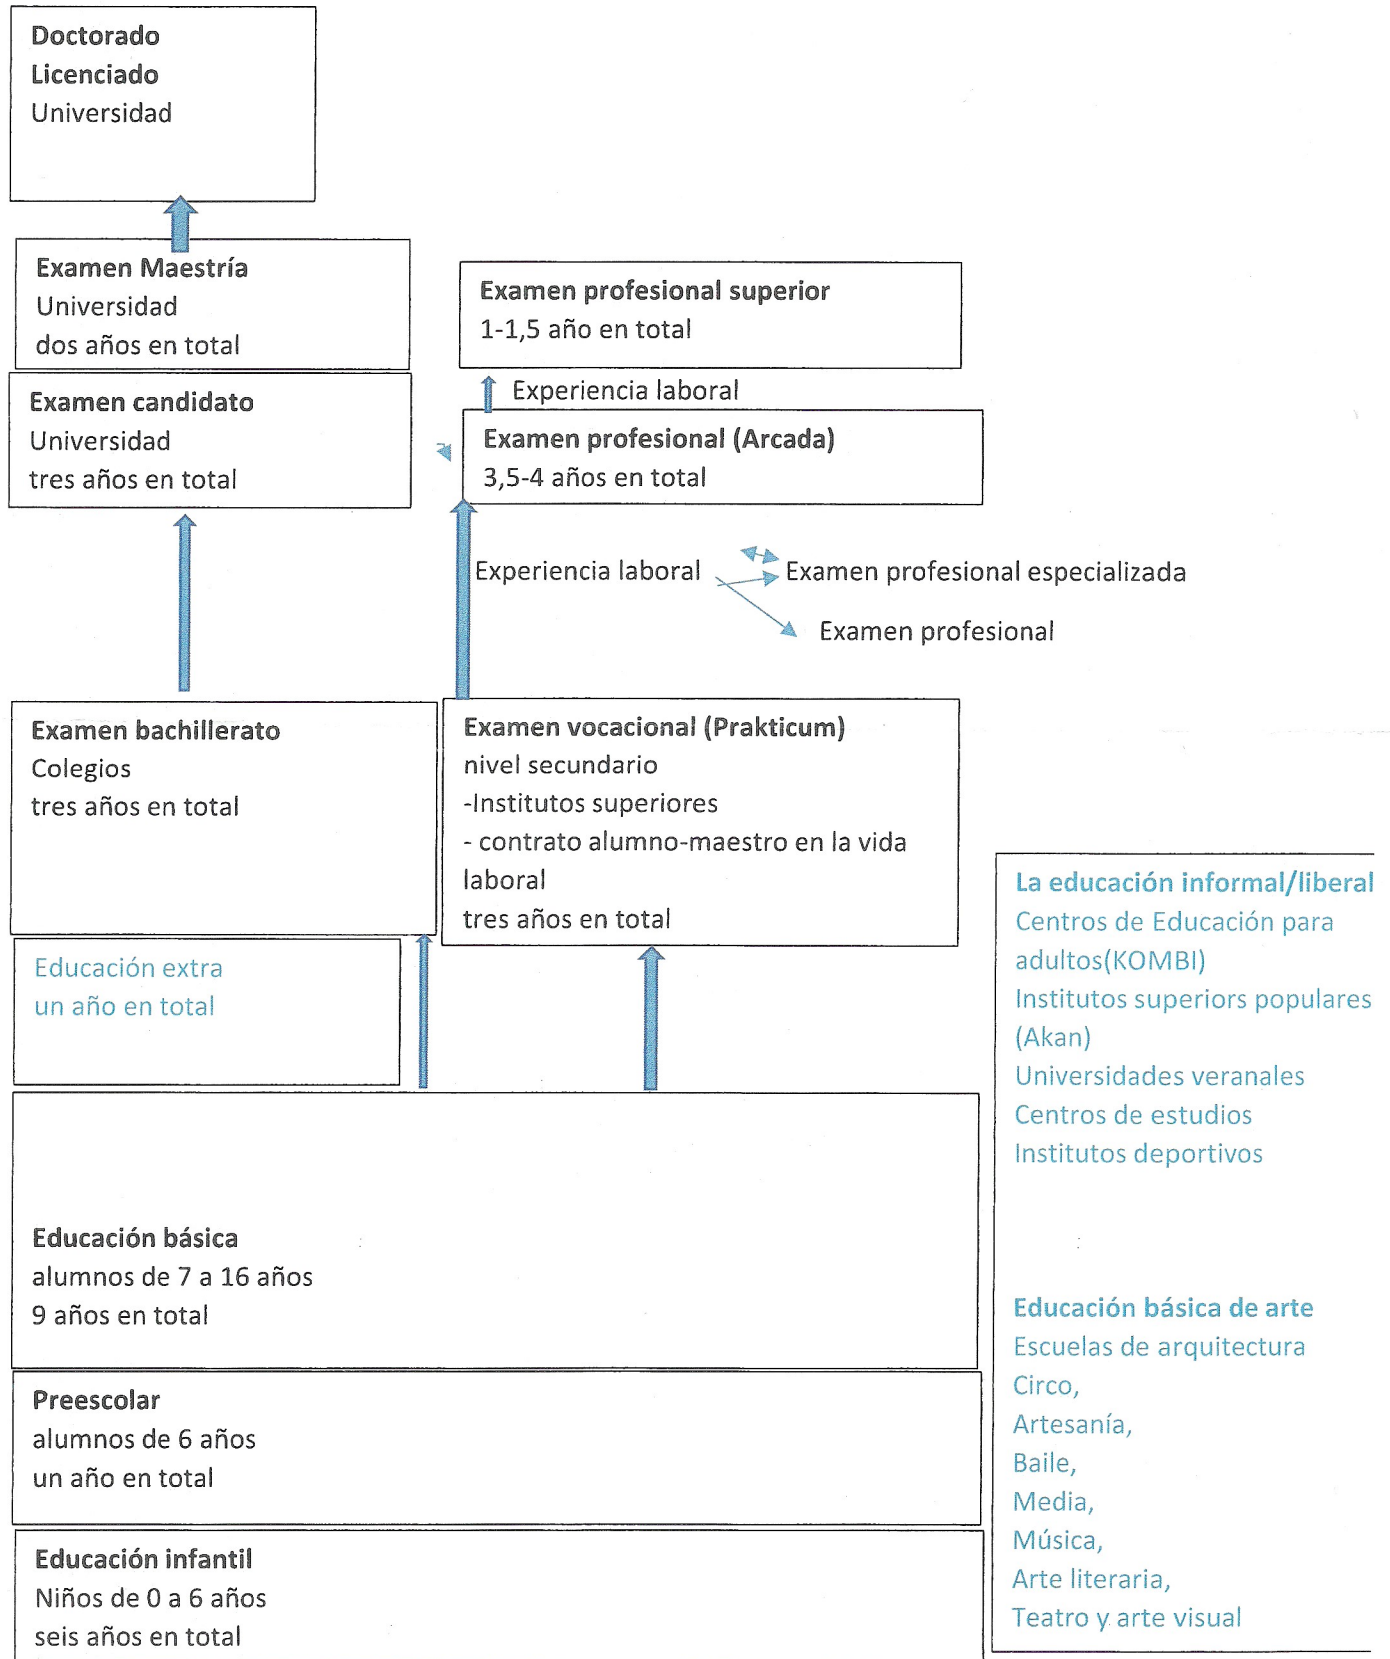 Doctorado
Licenciado
Universidad
Examen Maestría
Universidad
dos años en total
Examen profesional superior
1-1,5 año en total
Examen candidato
Universidad
tres años en total
Experiencia laboral
Examen profesional (Arcada)
3,5-4 años en total
Experiencia laboral
Examen profesional especializada
Examen profesional
Examen bachillerato
Colegios
tres años en total
Examen vocacional (Prakticum)
nivel secundario
-Institutos superiores
- contrato alumno-maestro en la vida
laboral
tres años en total
Educación extra
un año en total
Educación básica
alumnos de 7 a 16 años
9 años en total
Preescolar
alumnos de 6 años
un año en total
Educación infantil
Niños de 0 a 6 años
seis años en total
La educación informal/liberal
Centros de Educación para
adultos(KOMBI)
Institutos superiors populares
(Akan)
Universidades veranales
Centros de estudios
Institutos deportivos
Educación básica de arte
Escuelas de arquitectura
Circo,
Artesanía,
Baile,
Media,
Música,
Arte literaria,
Teatro y arte visual